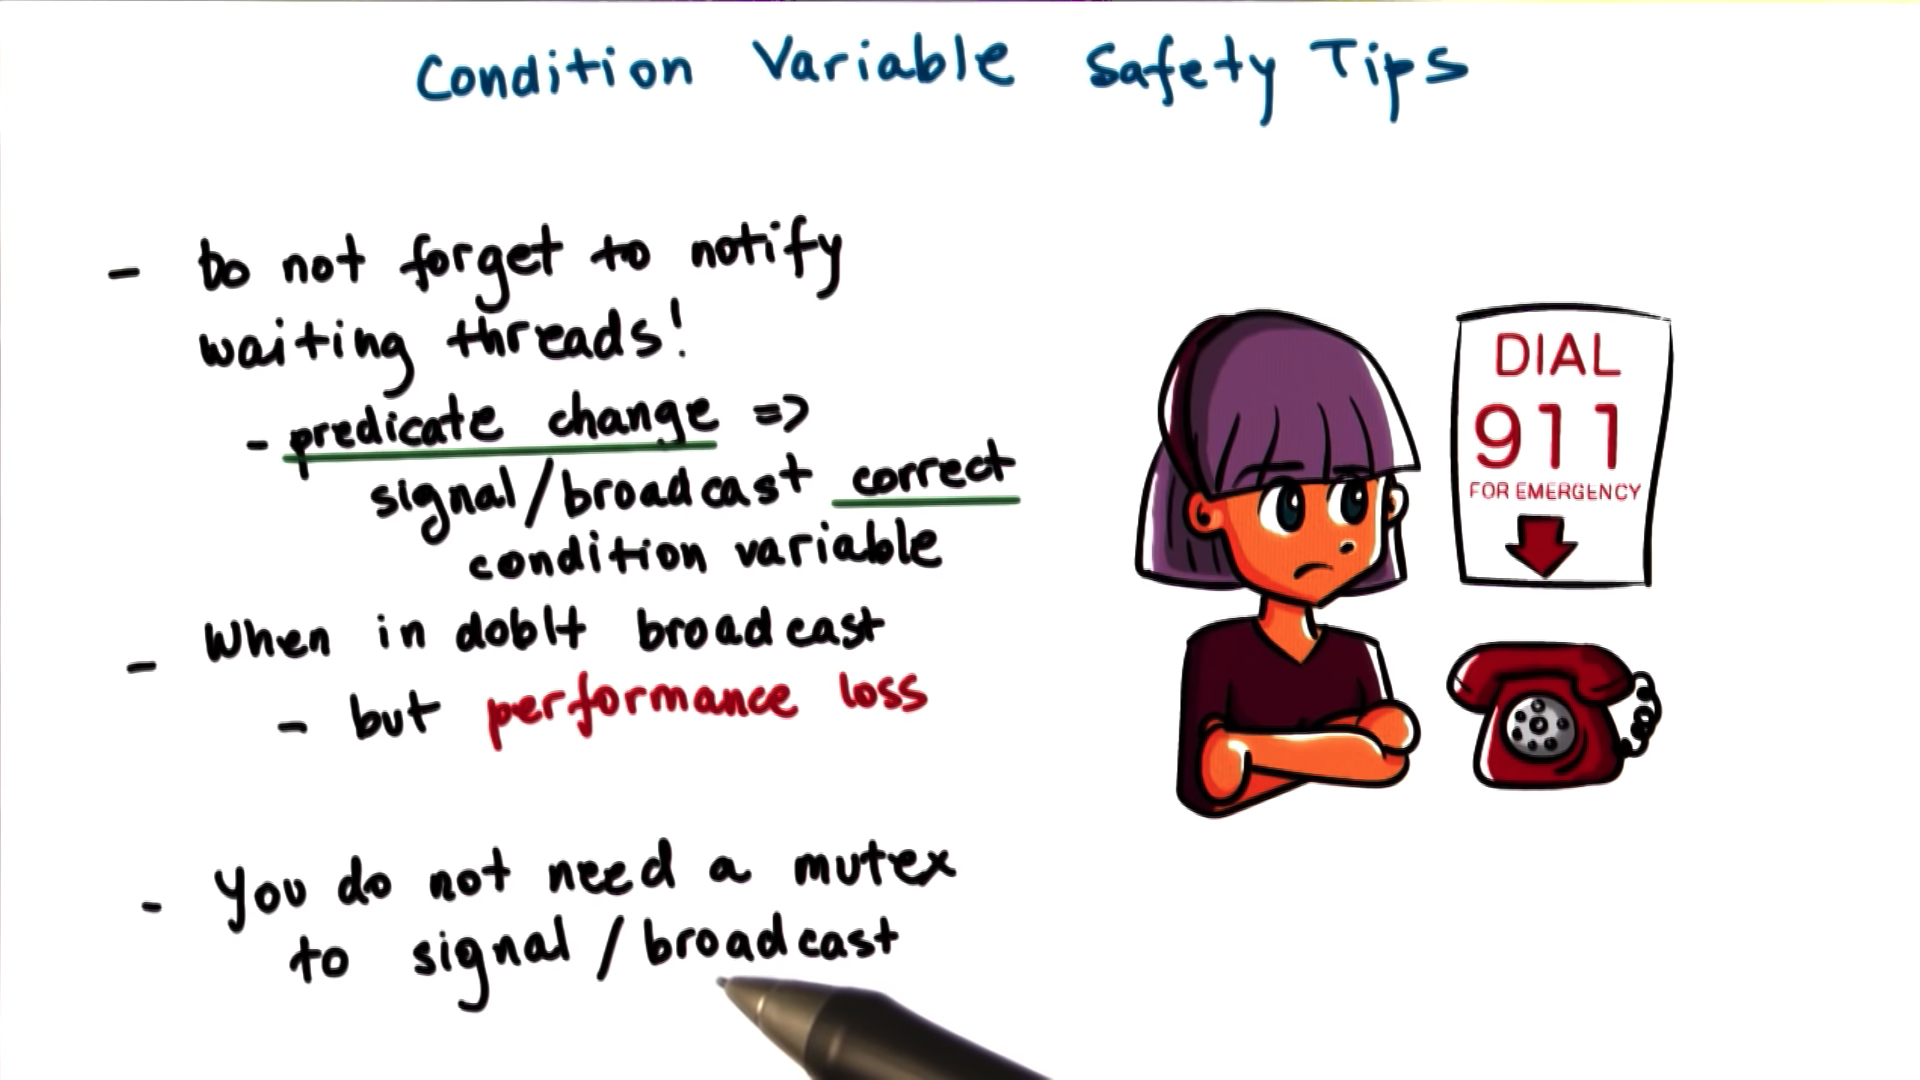 Condition Variable Safety Tips
- Do not forget to notify
waiting threads!
- predicate change =>
signal/broadcast correct
condition variable
- When in dobIt broadcast
- but performance loss
- You do not need a mutex
to signal / broadcast
DIAL
911
FOR EMERGENCY